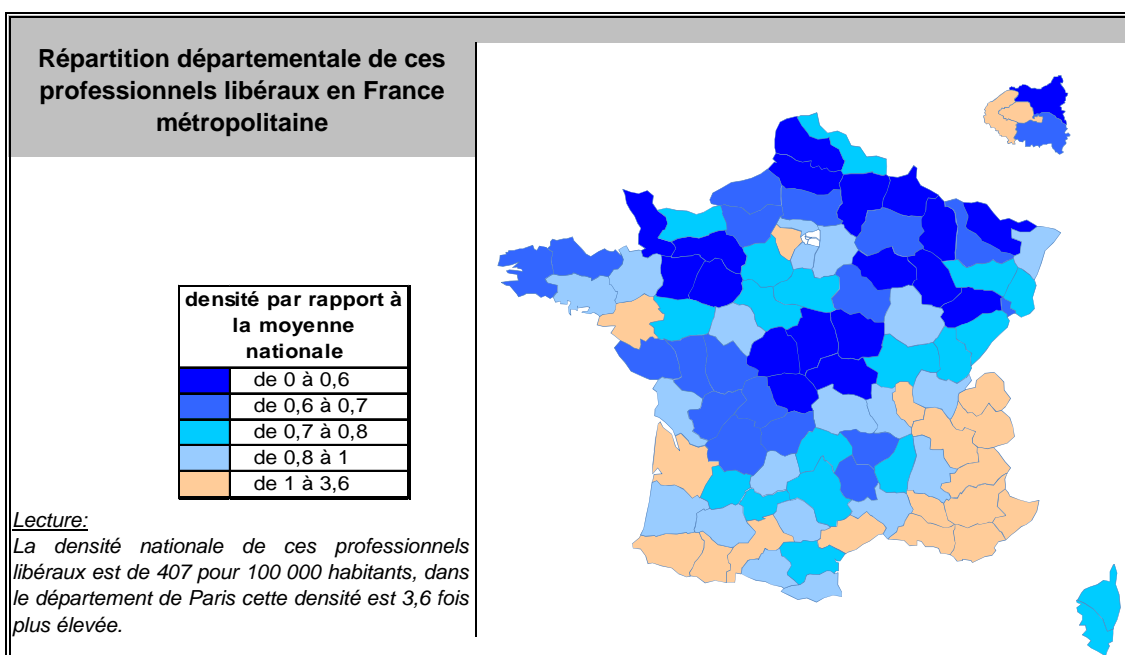 Répartition départementale de ces
professionnels libéraux en France
métropolitaine
densité par rapport à
la moyenne
nationale
de 0 à 0,6
de 0,6 à 0,7
de 0,7 à 0,8
de 0,8 à 1
de 1 à 3,6
Lecture:
La densité nationale de ces professionnels
libéraux est de 407 pour 100 000 habitants, dans
le département de Paris cette densité est 3,6 fois
plus élevée.